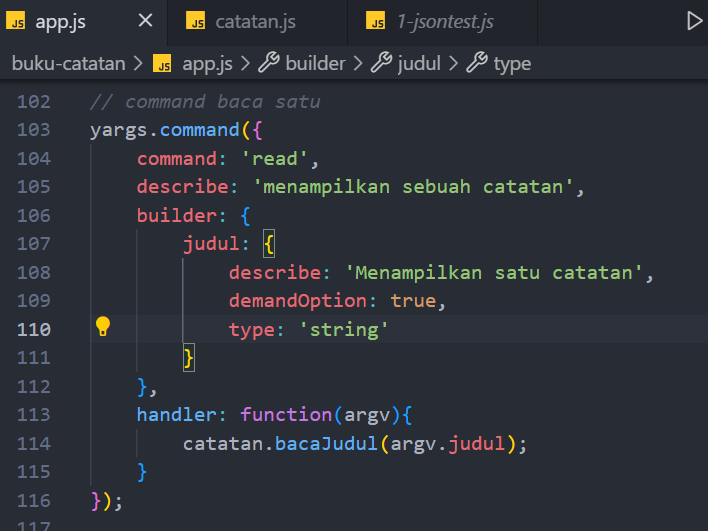 JS app.js × JS catatan.js JS 1-jsontest.js
buku-catatan > JS app.js > builder > judul > type
102 // command baca satu
103 yargs.command({
104     command: 'read',
105     describe: 'menampilkan sebuah catatan',
106     builder: {
107         judul: {
108             describe: 'Menampilkan satu catatan',
109             demandOption: true,
110             type: 'string'
111         }
112     },
113     handler: function(argv){
114         catatan.bacaJudul(argv.judul);
115     }
116 });
117